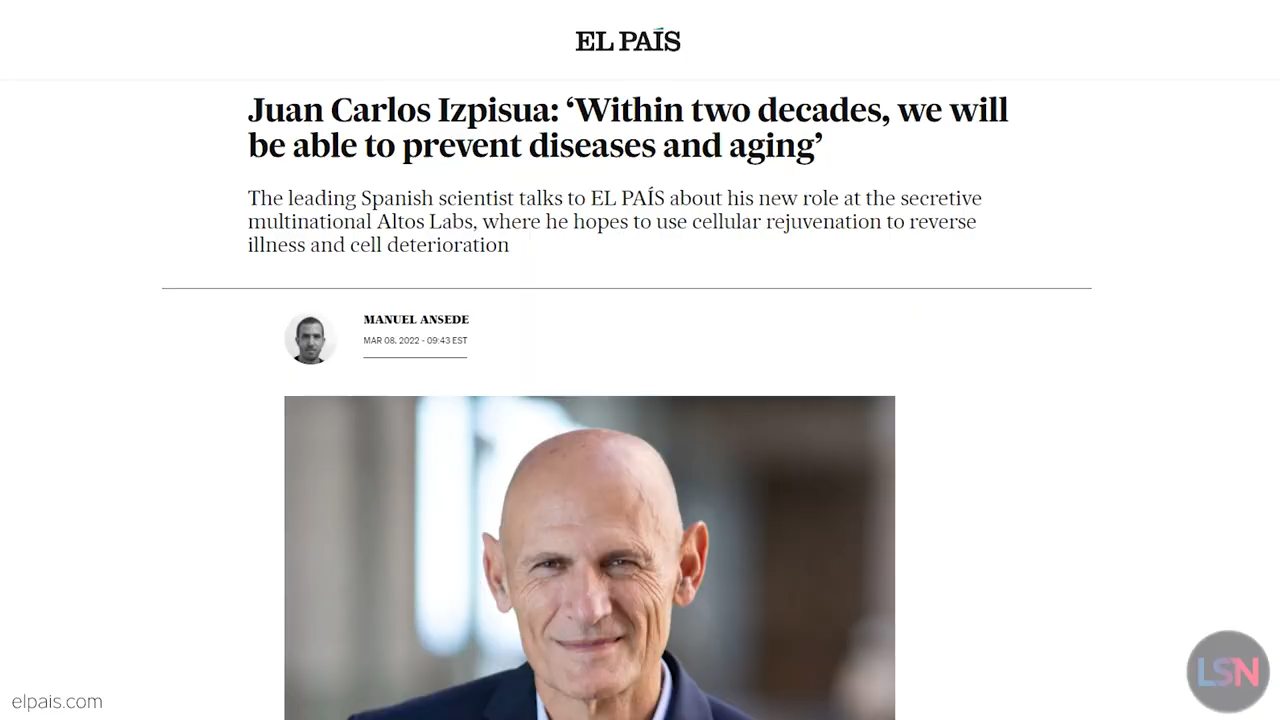 EL PAÍS
Juan Carlos Izpisua: ‘Within two decades, we will
be able to prevent diseases and aging’
The leading Spanish scientist talks to EL PAÍS about his new role at the secretive
multinational Altos Labs, where he hopes to use cellular rejuvenation to reverse
illness and cell deterioration
MANUEL ANSEDE
MAR 08, 2022 - 09:43 EST
elpais.com
LSN